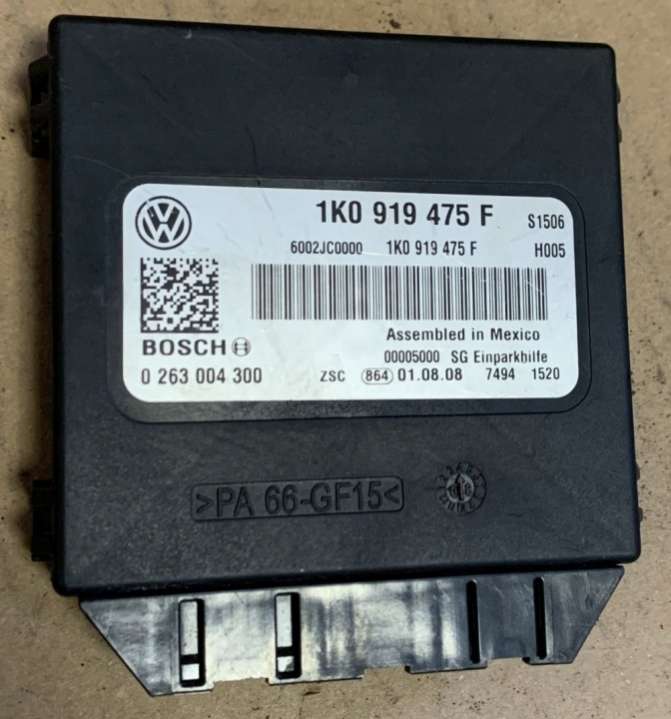 1K0 919 475 F S1506
6002JC0000 1K0 919 475 F H005
Assembled in Mexico
BOSCH 00005000 SG Einparkhilfe
0 263 004 300 ZSC 864 01.08.08 7494 1520
>PA 66-GF15<